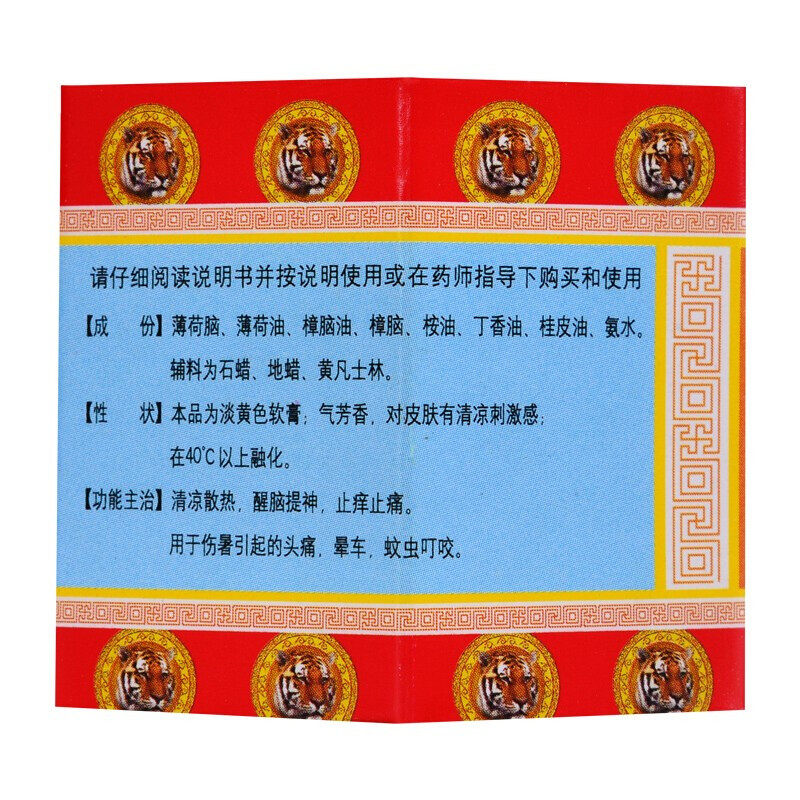 请仔细阅读说明书并按说明使用或在药师指导下购买和使用
【成　份】薄荷脑、薄荷油、樟脑油、樟脑、桉油、丁香油、桂皮油、氨水。
辅料为石蜡、地蜡、黄凡士林。
【性　状】本品为淡黄色软膏；气芳香，对皮肤有清凉刺激感；
在40℃以上融化。
【功能主治】清凉散热，醒脑提神，止痒止痛。
用于伤暑引起的头痛，晕车，蚊虫叮咬。